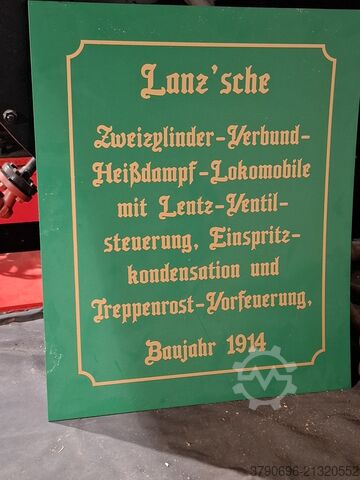 Lanz'sche
Zweizylinder-Verbund-
Heißdampf-Lokomobile
mit Lentz-Ventil-
steuerung, Einspritz-
kondensation und
Treppenrost-Vorfeuerung,
Baujahr 1914
3790696-21320552